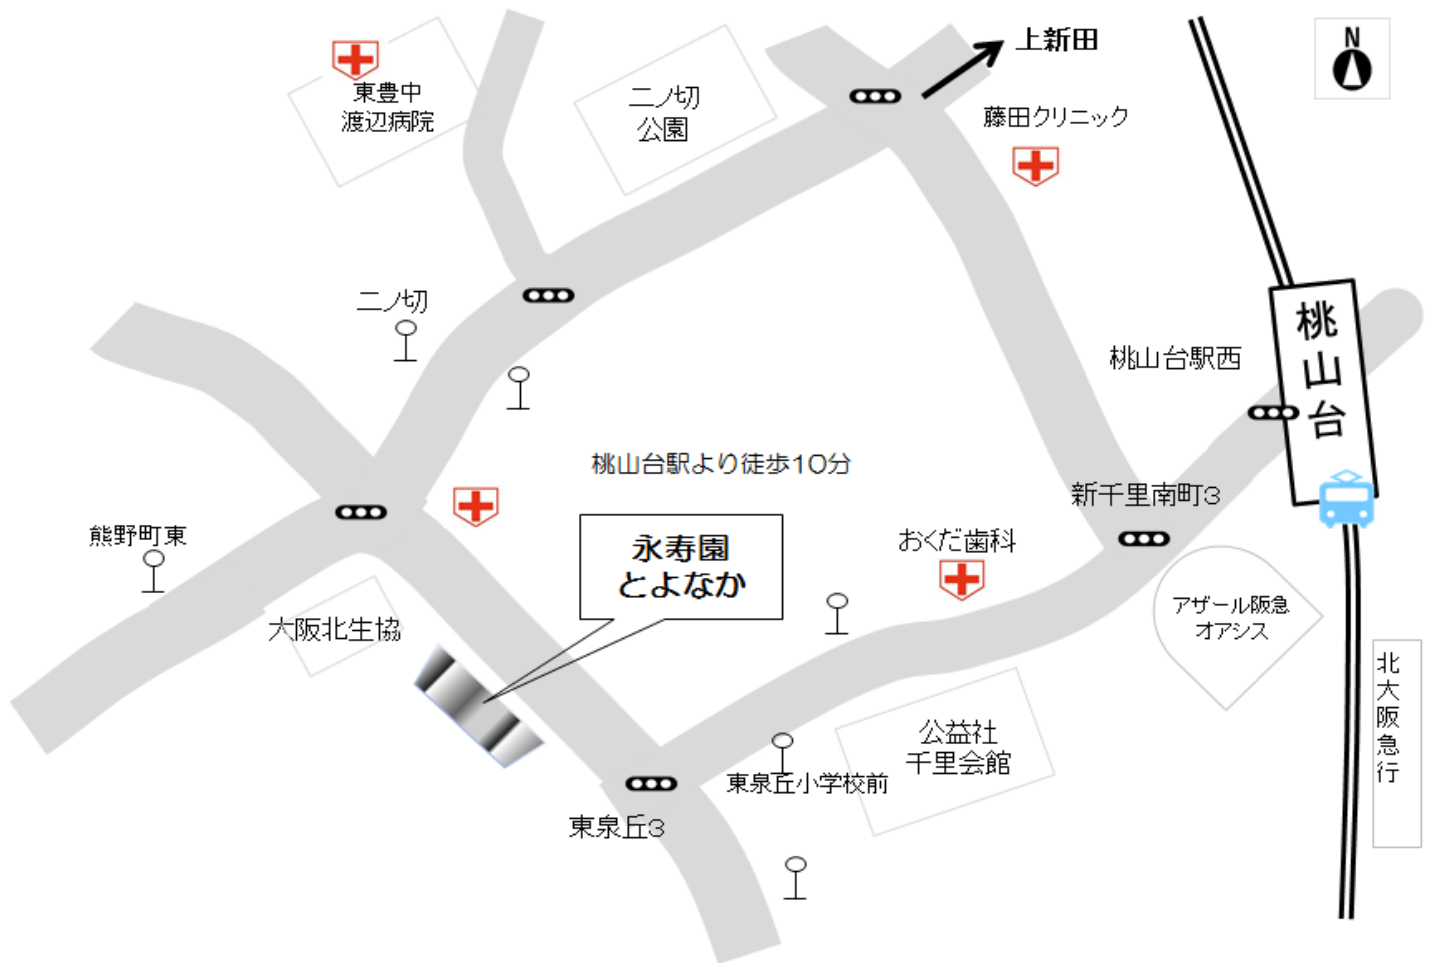 上新田
N
東豊中
渡辺病院
二ノ切
公園
藤田クリニック
二ノ切
桃山台
桃山台駅西
桃山台駅より徒歩10分
新千里南町3
熊野町東
永寿園
とよなか
おくだ歯科
大阪北生協
アザール阪急
オアシス
北大阪急行
公益社
千里会館
東泉丘小学校前
東泉丘3